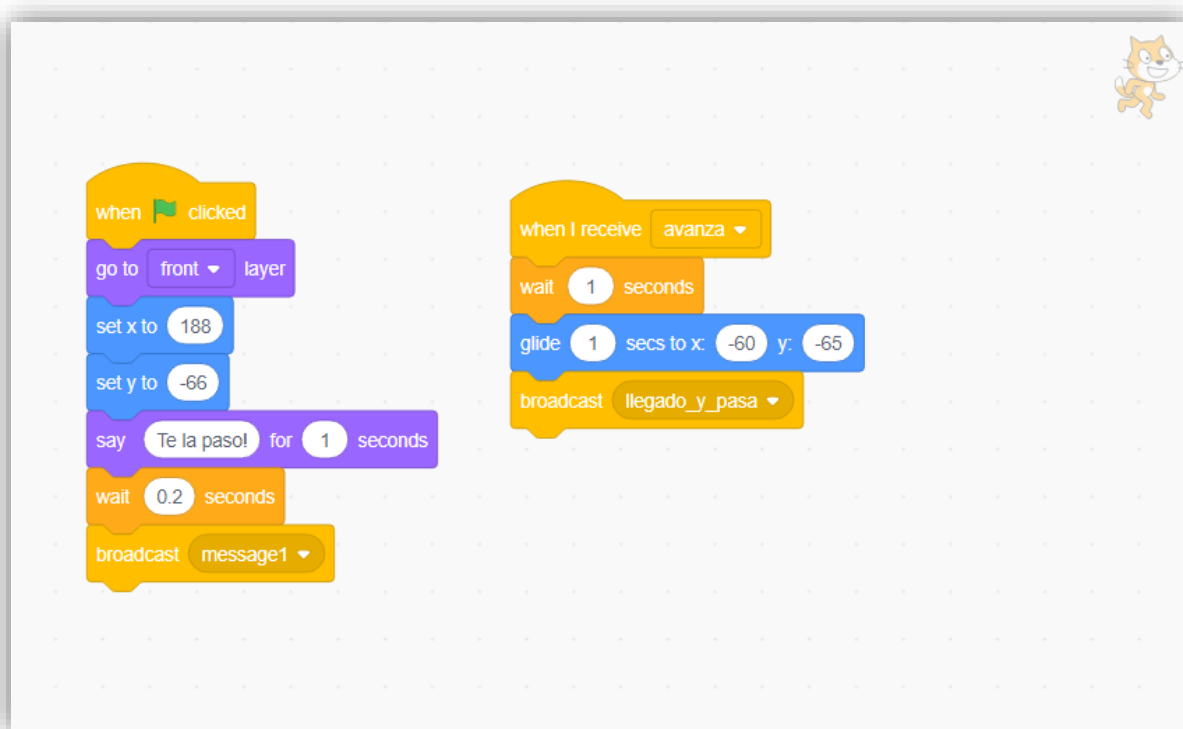 when clicked
go to front layer
set x to 188
set y to -66
say Te la paso! for 1 seconds
wait 0.2 seconds
broadcast message1
when I receive avanza
wait 1 seconds
glide 1 secs to x: -60 y: -65
broadcast llegado_y_pasa